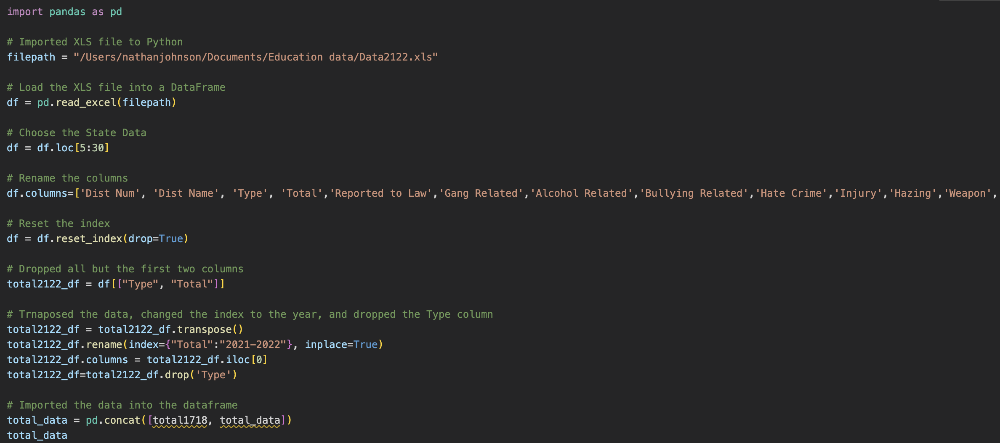 import pandas as pd
# Imported XLS file to Python
filepath = "/Users/nathanjohnson/Documents/Education data/Data2122.xls"
# Load the XLS file into a DataFrame
df = pd.read_excel(filepath)
# Choose the State Data
df = df.loc[5:30]
# Rename the columns
df.columns=['Dist Num', 'Dist Name', 'Type', 'Total','Reported to Law','Gang Related','Alcohol Related','Bullying Related','Hate Crime','Injury','Hazing','Weapon',
# Reset the index
df = df.reset_index(drop=True)
# Dropped all but the first two columns
total2122_df = df[["Type", "Total"]]
# Trnaposed the data, changed the index to the year, and dropped the Type column
total2122_df = total2122_df.transpose()
total2122_df.rename(index={"Total":"2021-2022"}, inplace=True)
total2122_df.columns = total2122_df.iloc[0]
total2122_df=total2122_df.drop('Type')
# Imported the data into the dataframe
total_data = pd.concat([total1718, total_data])
total_data